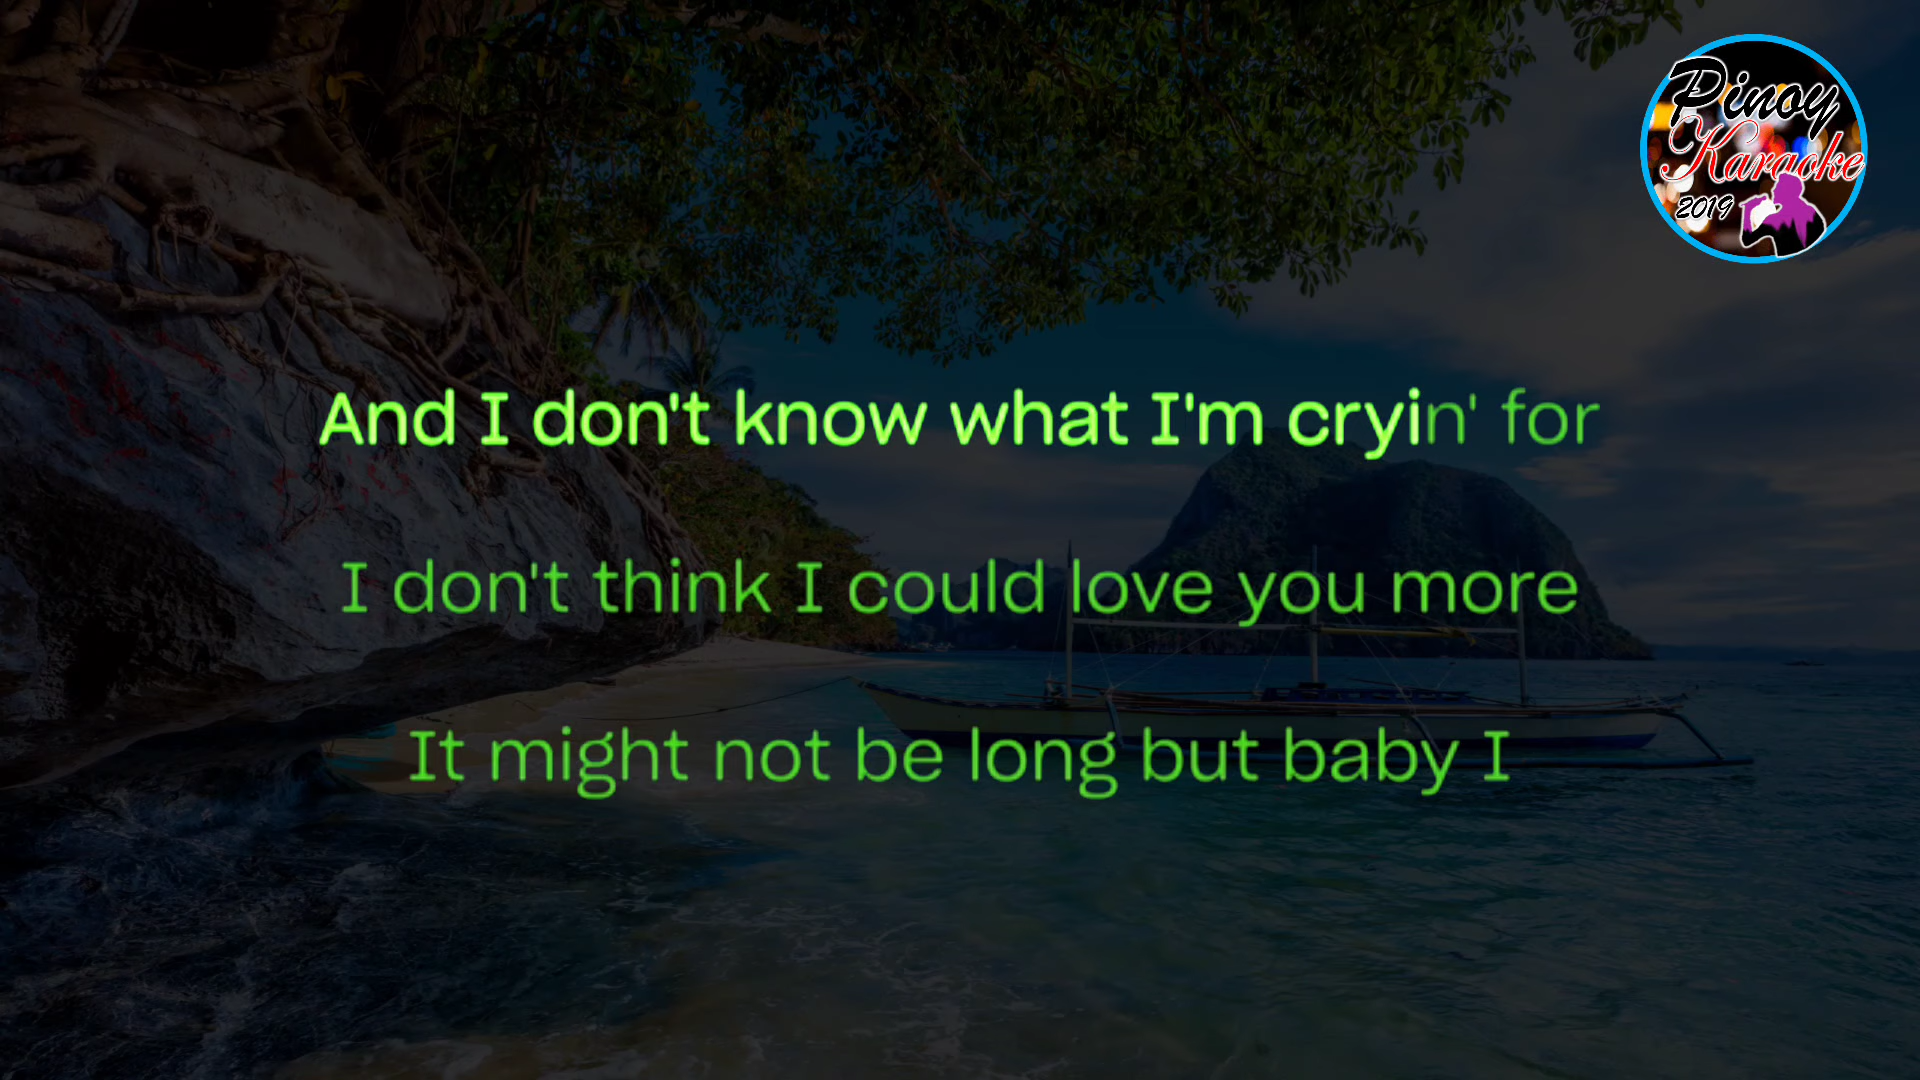 Pinoy
Karaoke
2019
And I don't know what I'm cryin' for
I don't think I could love you more
It might not be long but baby I